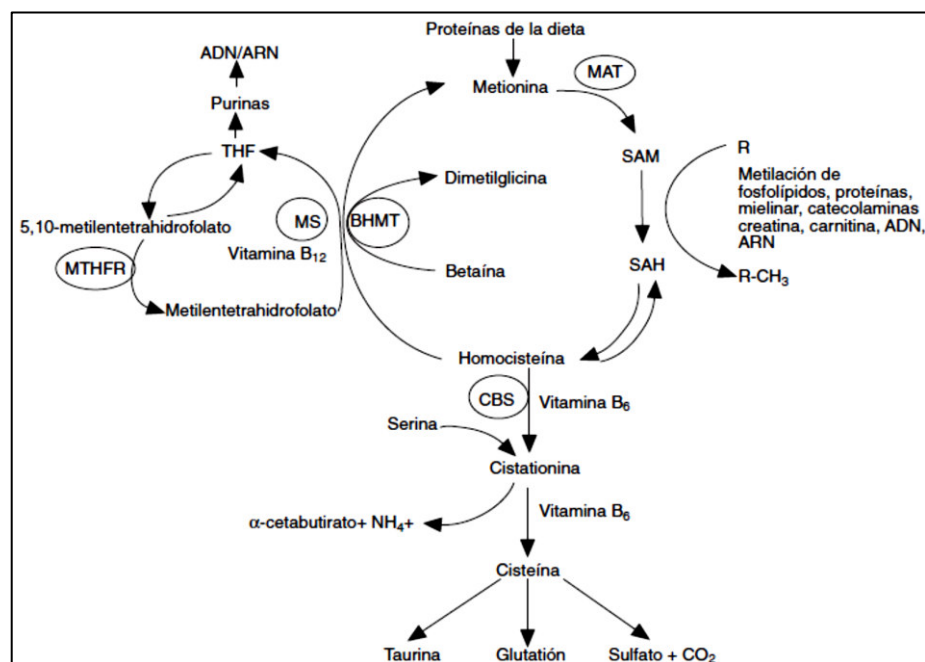 Proteínas de la dieta
ADN/ARN
MAT
Metionina
Purinas
THF
SAM
R
Dimetilglicina
Metilación de
fosfolípidos, proteínas,
mielinar, catecolaminas
creatina, carnitina, ADN,
ARN
5,10-metilentetrahidrofolato
MS
BHMT
Vitamina B₁₂
MTHFR
Betaína
SAH
R-CH₃
Metilentetrahidrofolato
Homocisteína
CBS
Vitamina B₆
Serina
Cistationina
α-cetabutirato+ NH₄+
Vitamina B₆
Cisteína
Taurina
Glutatión
Sulfato + CO₂